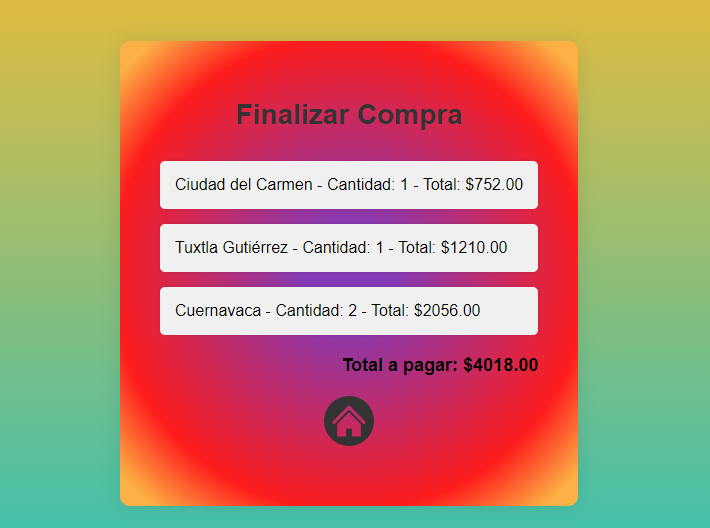 Finalizar Compra
Ciudad del Carmen - Cantidad: 1 - Total: $752.00
Tuxtla Gutiérrez - Cantidad: 1 - Total: $1210.00
Cuernavaca - Cantidad: 2 - Total: $2056.00
Total a pagar: $4018.00